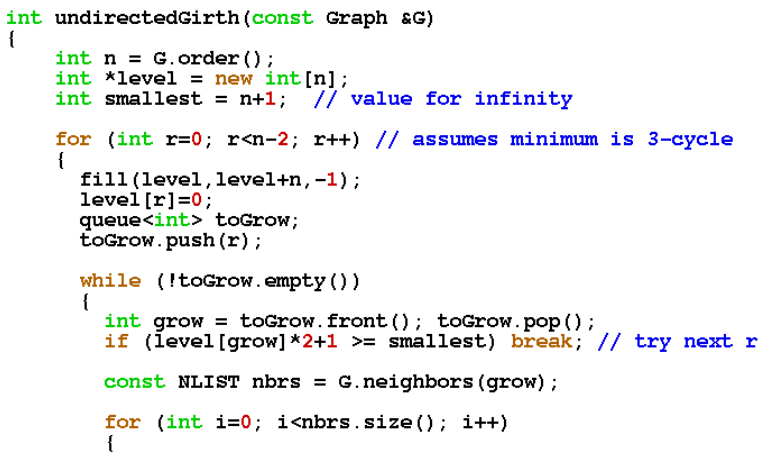 int undirectedGirth(const Graph &G)
{
    int n = G.order();
    int *level = new int[n];
    int smallest = n+1;  // value for infinity

    for (int r=0; r<n-2; r++) // assumes minimum is 3-cycle
    {
      fill(level,level+n,-1);
      level[r]=0;
      queue<int> toGrow;
      toGrow.push(r);

      while (!toGrow.empty())
      {
        int grow = toGrow.front(); toGrow.pop();
        if (level[grow]*2+1 >= smallest) break; // try next r

        const NLIST nbrs = G.neighbors(grow);

        for (int i=0; i<nbrs.size(); i++)
        {